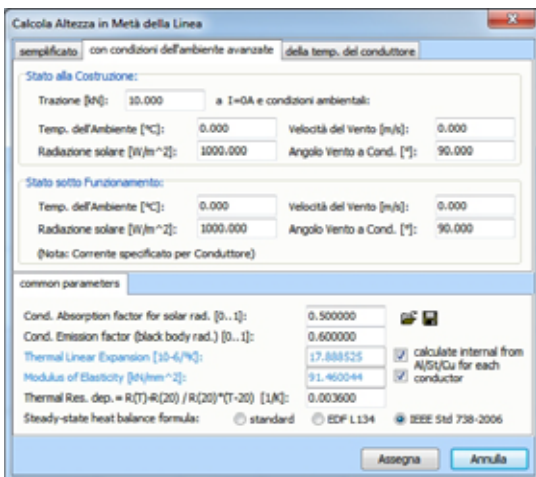 Calcola Altezza in Metà della Linea
semplificato con condizioni dell'ambiente avanzate della temp. del conduttore
Stato alla Costruzione:
Trazione [kN]: 10.000 a I=0A e condizioni ambientali:
Temp. dell'Ambiente [°C]: 0.000 Velocità del Vento [m/s]: 0.000
Radiazione solare [W/m^2]: 1000.000 Angolo Vento a Cond. [°]: 90.000
Stato sotto Funzionamento:
Temp. dell'Ambiente [°C]: 0.000 Velocità del Vento [m/s]: 0.000
Radiazione solare [W/m^2]: 1000.000 Angolo Vento a Cond. [°]: 90.000
(Nota: Corrente specificato per Conduttore)
common parameters
Cond. Absorption factor for solar rad. [0..1]: 0.500000
Cond. Emission factor (black body rad.) [0..1]: 0.600000
Thermal Linear Expansion [10-6/°K]: 17.888525 calculate internal from
Al/St/Cu for each
Modulus of Elasticity [kN/mm^2]: 91.460044 conductor
Thermal Res. dep. = R(T)-R(20) / R(20)*(T-20) [1/K]: 0.003600
Steady-state heat balance formula: standard EDF L134 IEEE Std 738-2006
Assegna Annulla